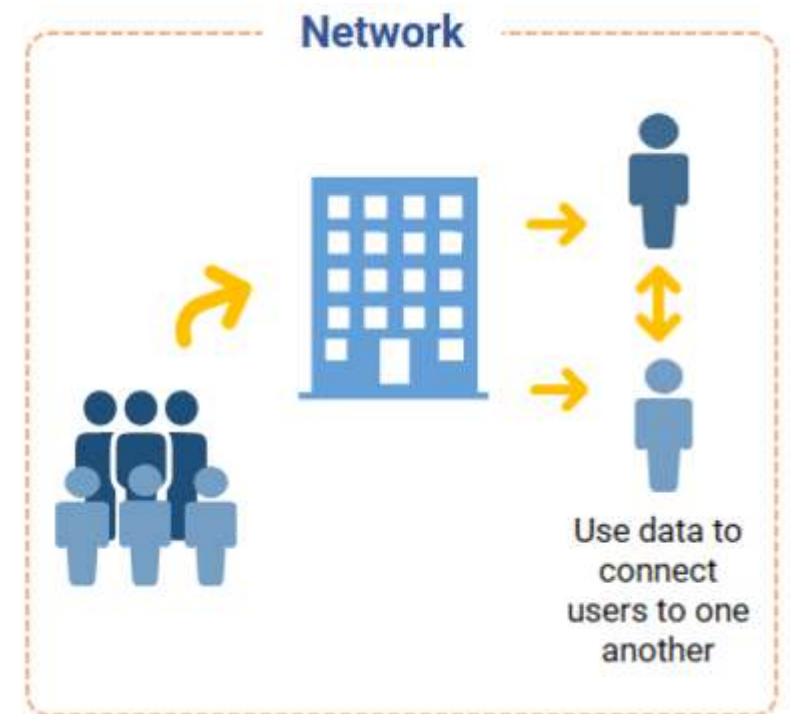 Network
Use data to
connect
users to one
another